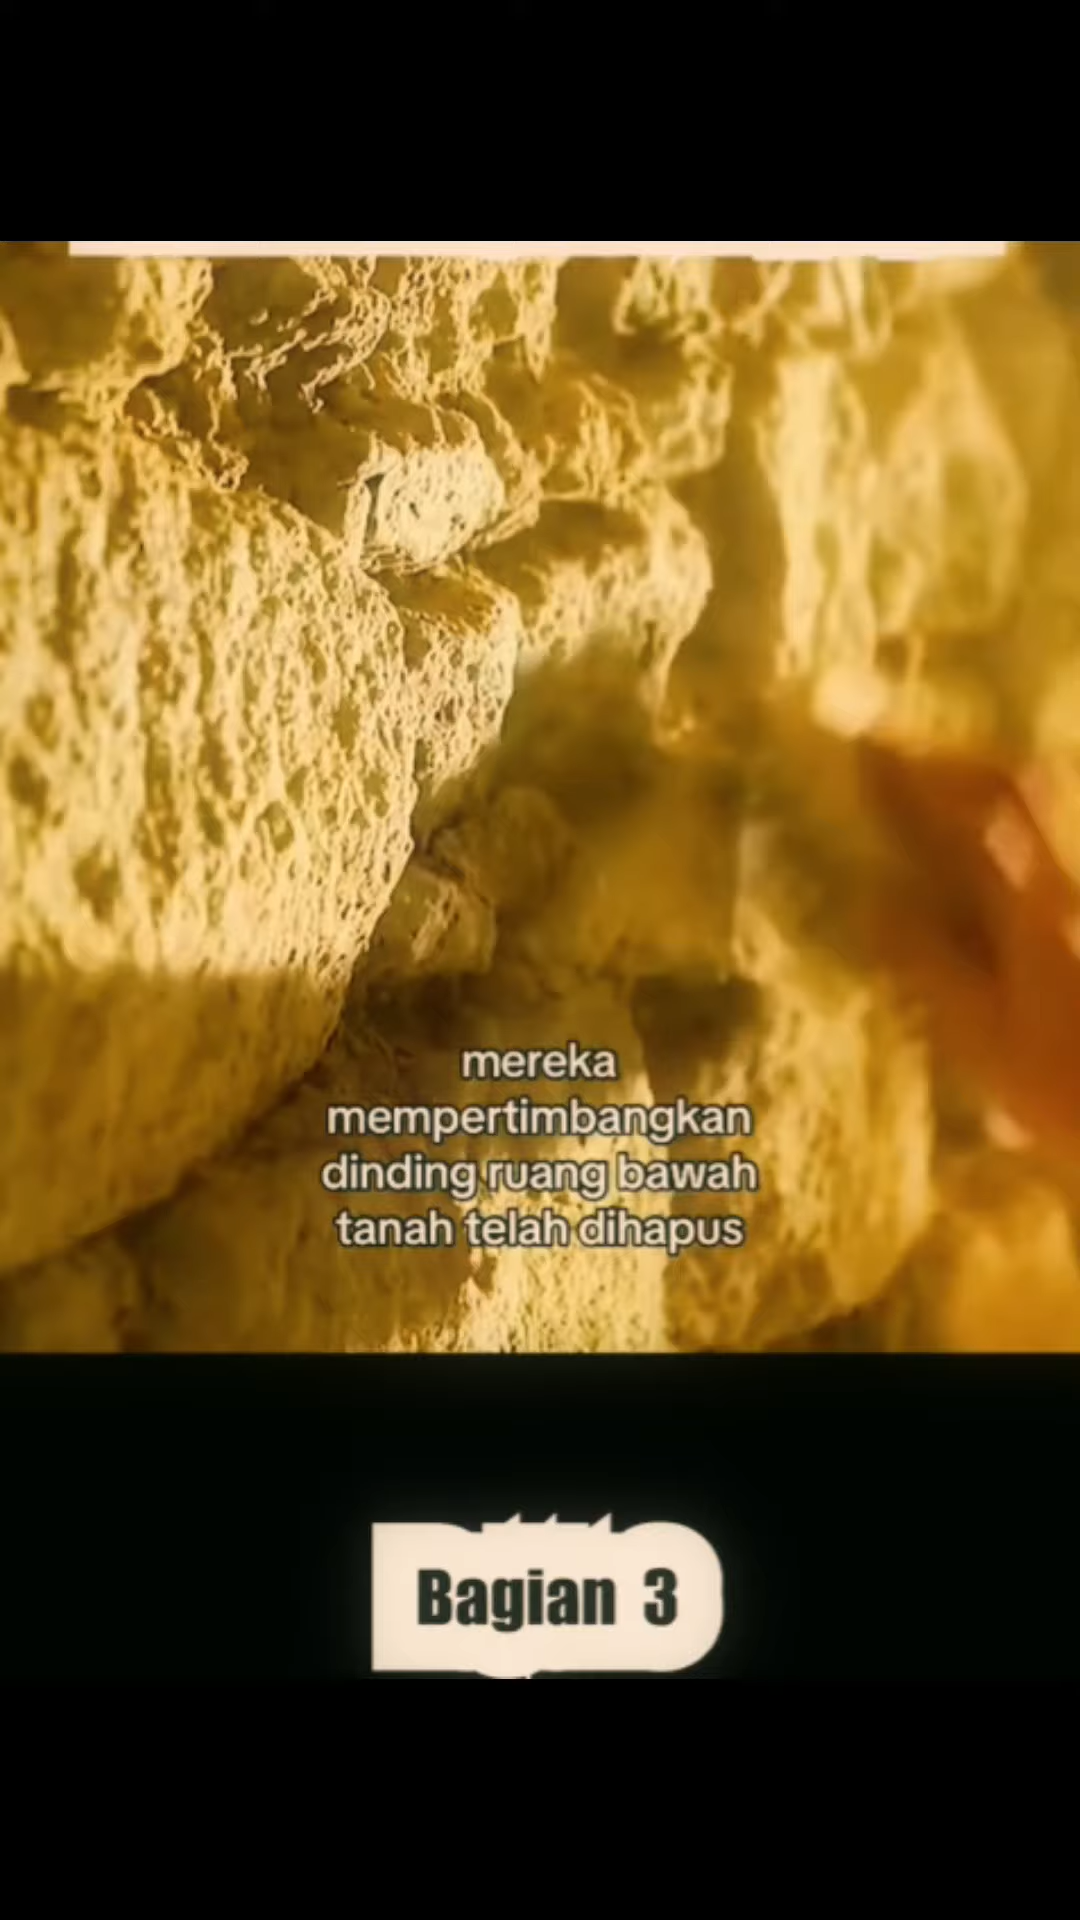 mereka
mempertimbangkan
dinding ruang bawah
tanah telah dihapus
Bagian 3